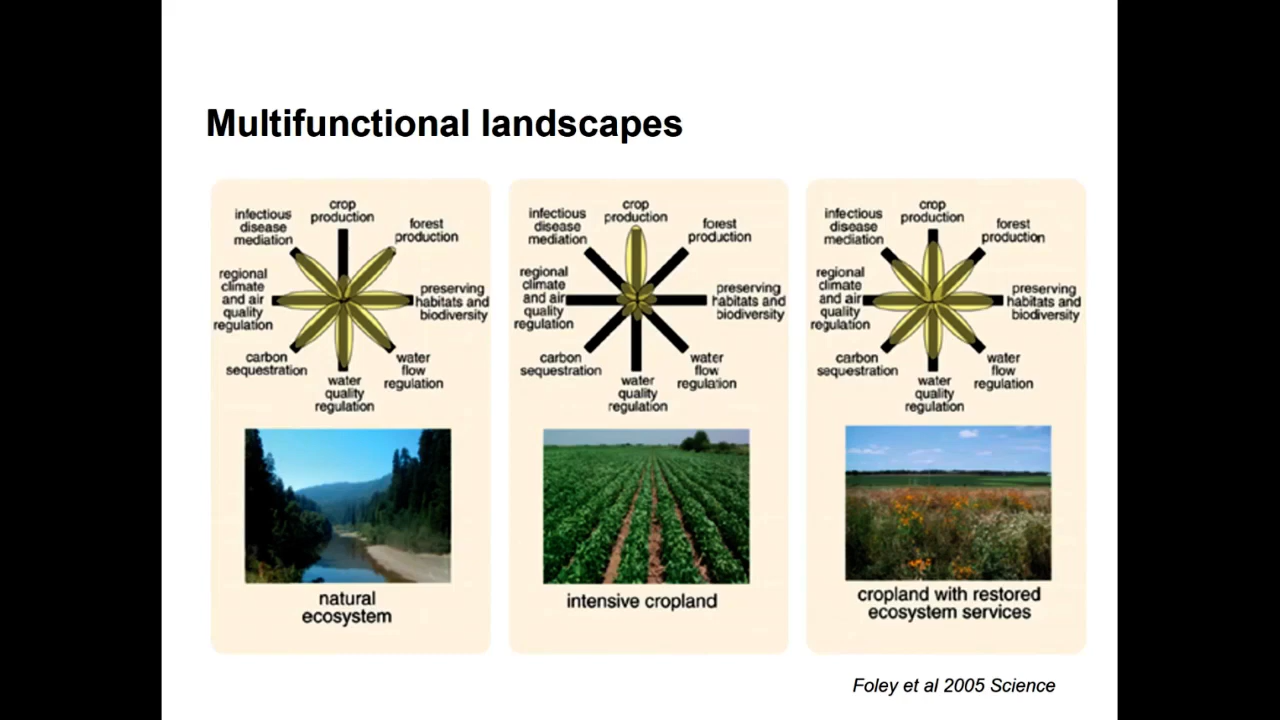 Multifunctional landscapes
crop
production
infectious
disease
mediation
forest
production
regional
climate
and air
quality
regulation
preserving
habitats and
biodiversity
carbon
sequestration
water
flow
regulation
water
quality
regulation
natural
ecosystem
crop
production
infectious
disease
mediation
forest
production
regional
climate
and air
quality
regulation
preserving
habitats and
biodiversity
carbon
sequestration
water
flow
regulation
water
quality
regulation
intensive cropland
crop
production
infectious
disease
mediation
forest
production
regional
climate
and air
quality
regulation
preserving
habitats and
biodiversity
carbon
sequestration
water
flow
regulation
water
quality
regulation
cropland with restored
ecosystem services
Foley et al 2005 Science